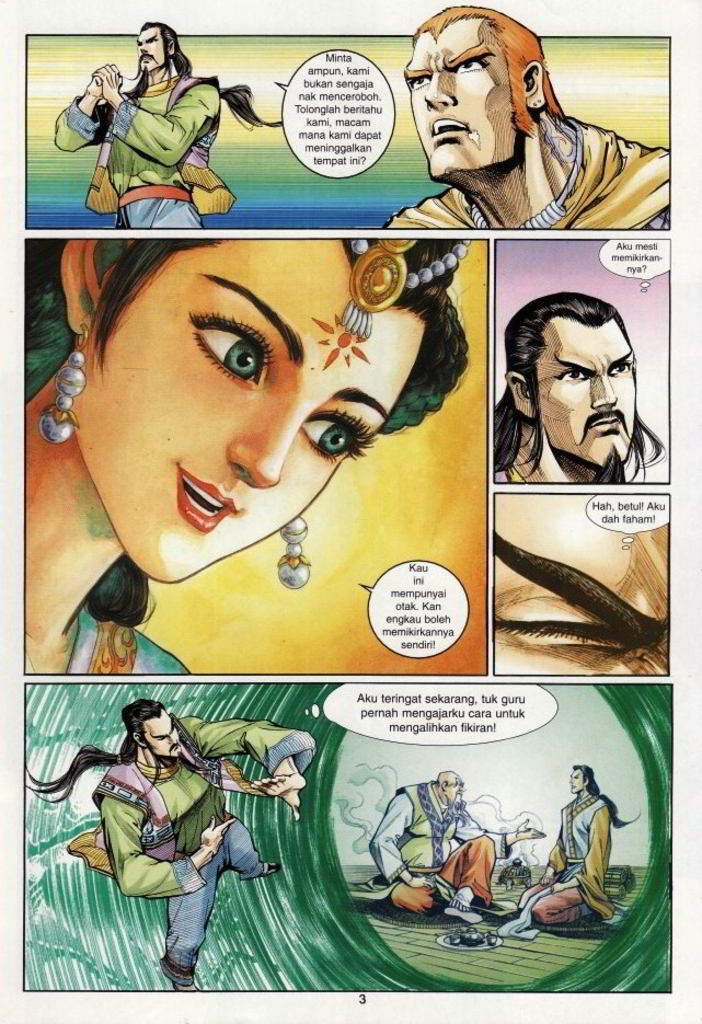 Minta
ampun, kami
bukan sengaja
nak menceroboh.
Tolonglah beritahu
kami, macam
mana kami dapat
meninggalkan
tempat ini?
Kau
ini
mempunyai
otak. Kan
engkau boleh
memikirkannya
sendiri!
Aku mesti
memikirkan-
nya?
Hah, betul! Aku
dah faham!
Aku teringat sekarang, tuk guru
pernah mengajarku cara untuk
mengalihkan fikiran!
3